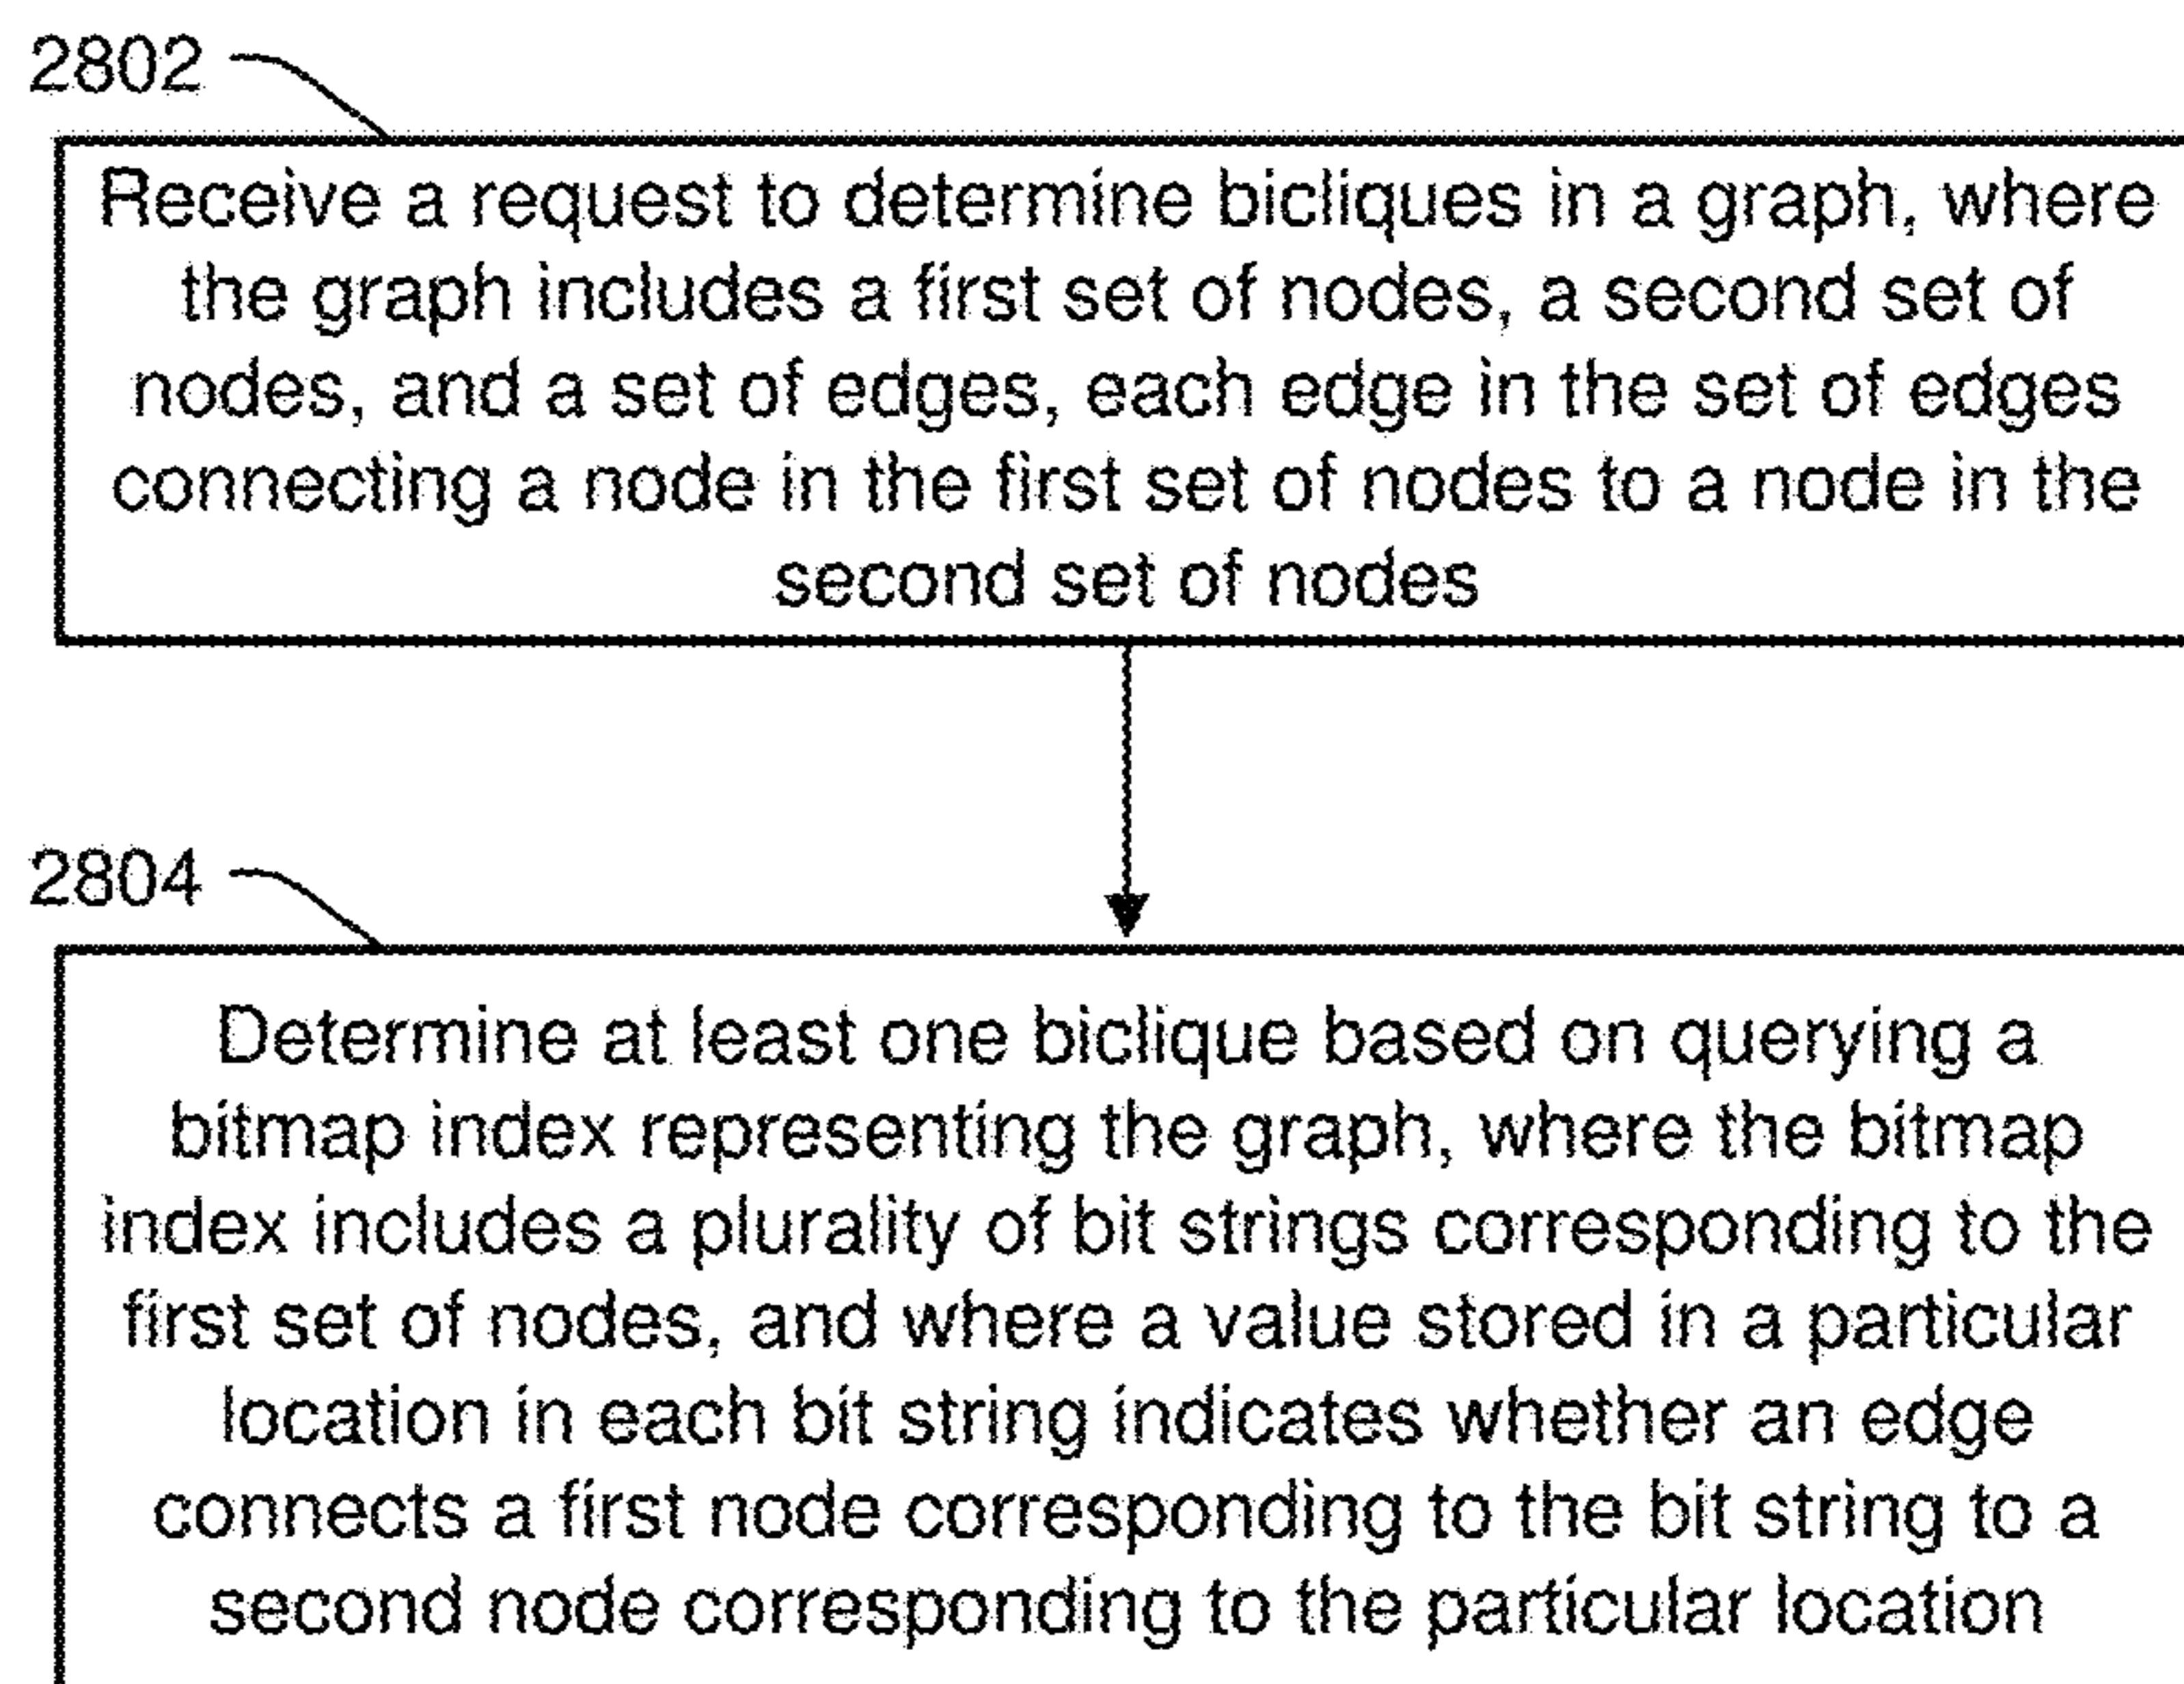 2802
Receive a request to determine bicliques in a graph, where
the graph includes a first set of nodes, a second set of
nodes, and a set of edges, each edge in the set of edges
connecting a node in the first set of nodes to a node in the
second set of nodes
2804
Determine at least one biclique based on querying a
bitmap index representing the graph, where the bitmap
index includes a plurality of bit strings corresponding to the
first set of nodes, and where a value stored in a particular
location in each bit string indicates whether an edge
connects a first node corresponding to the bit string to a
second node corresponding to the particular location